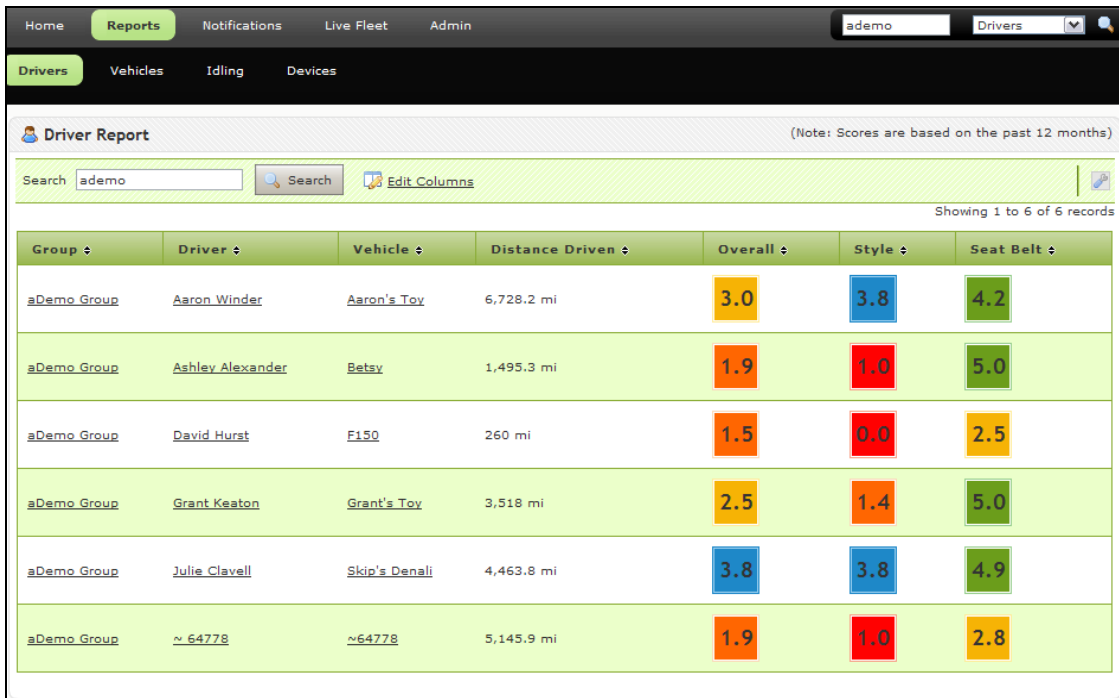 Home Reports Notifications Live Fleet Admin ademo Drivers
Drivers Vehicles Idling Devices
Driver Report (Note: Scores are based on the past 12 months)
Search ademo Search Edit Columns
Showing 1 to 6 of 6 records
Group Driver Vehicle Distance Driven Overall Style Seat Belt
aDemo Group Aaron Winder Aaron's Toy 6,728.2 mi 3.0 3.8 4.2
aDemo Group Ashley Alexander Betsy 1,495.3 mi 1.9 1.0 5.0
aDemo Group David Hurst F150 260 mi 1.5 0.0 2.5
aDemo Group Grant Keaton Grant's Toy 3,518 mi 2.5 1.4 5.0
aDemo Group Julie Clavell Skip's Denali 4,463.8 mi 3.8 3.8 4.9
aDemo Group ~ 64778 ~64778 5,145.9 mi 1.9 1.0 2.8